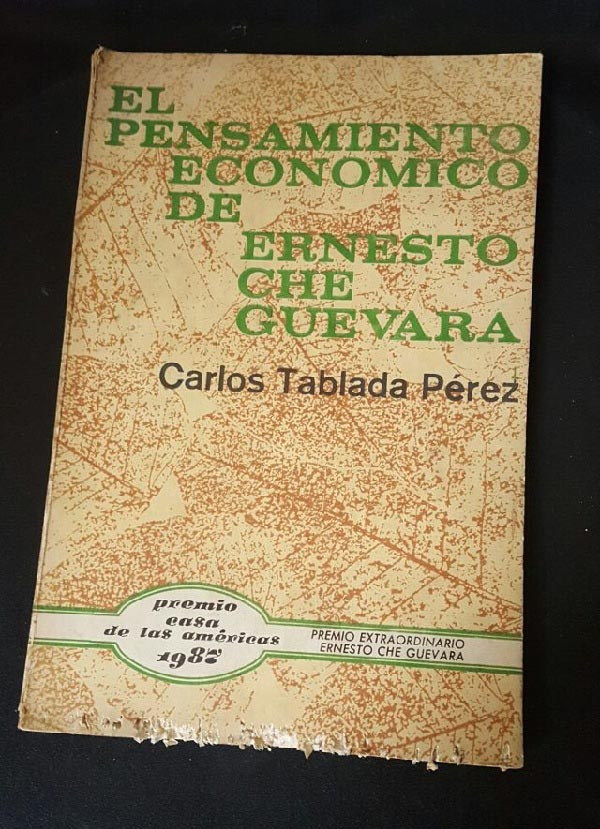 EL
PENSAMIENTO
ECONOMICO
DE
ERNESTO
CHE
GUEVARA
Carlos Tablada Pérez
premio
casa
de las américas
1987
PREMIO EXTRAORDINARIO
ERNESTO CHE GUEVARA